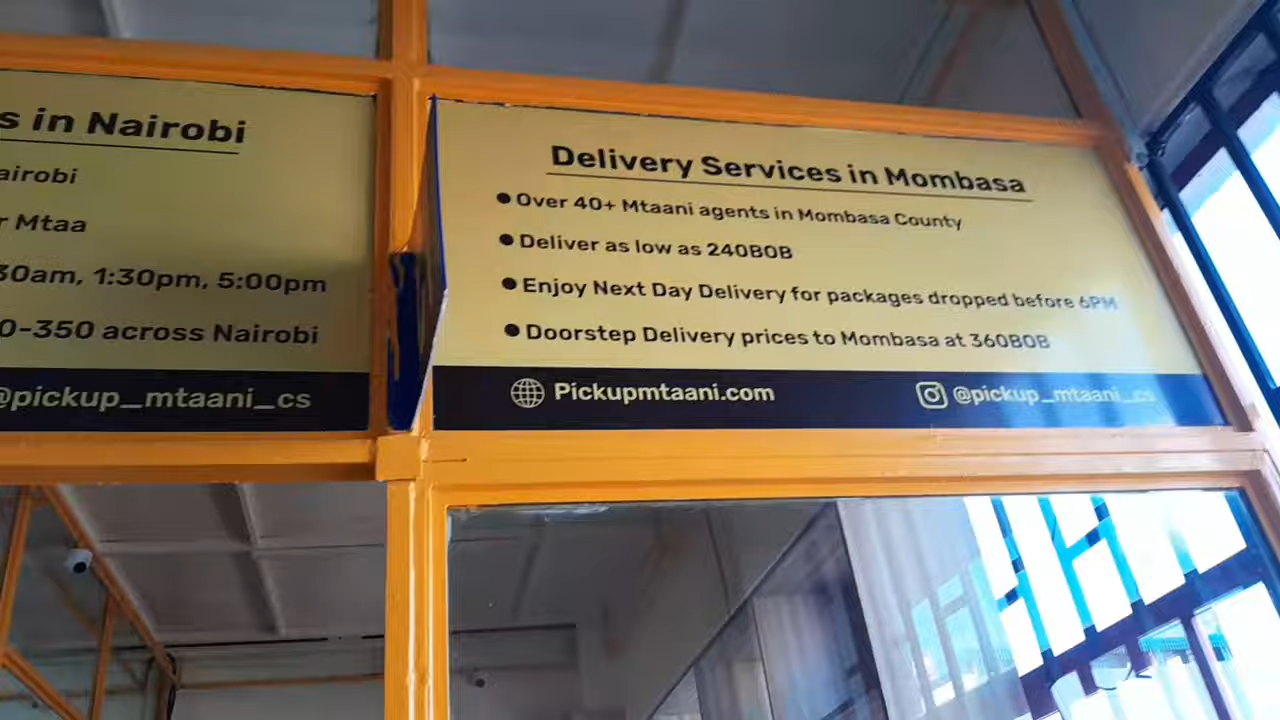 s in Nairobi
airobi
r Mtaa
30am, 1:30pm, 5:00pm
0-350 across Nairobi
@pickup_mtaani_cs
Delivery Services in Mombasa
● Over 40+ Mtaani agents in Mombasa County
● Deliver as low as 240BOB
● Enjoy Next Day Delivery for packages dropped before 6PM
● Doorstep Delivery prices to Mombasa at 360BOB
Pickupmtaani.com
@pickup_mtaani_cs